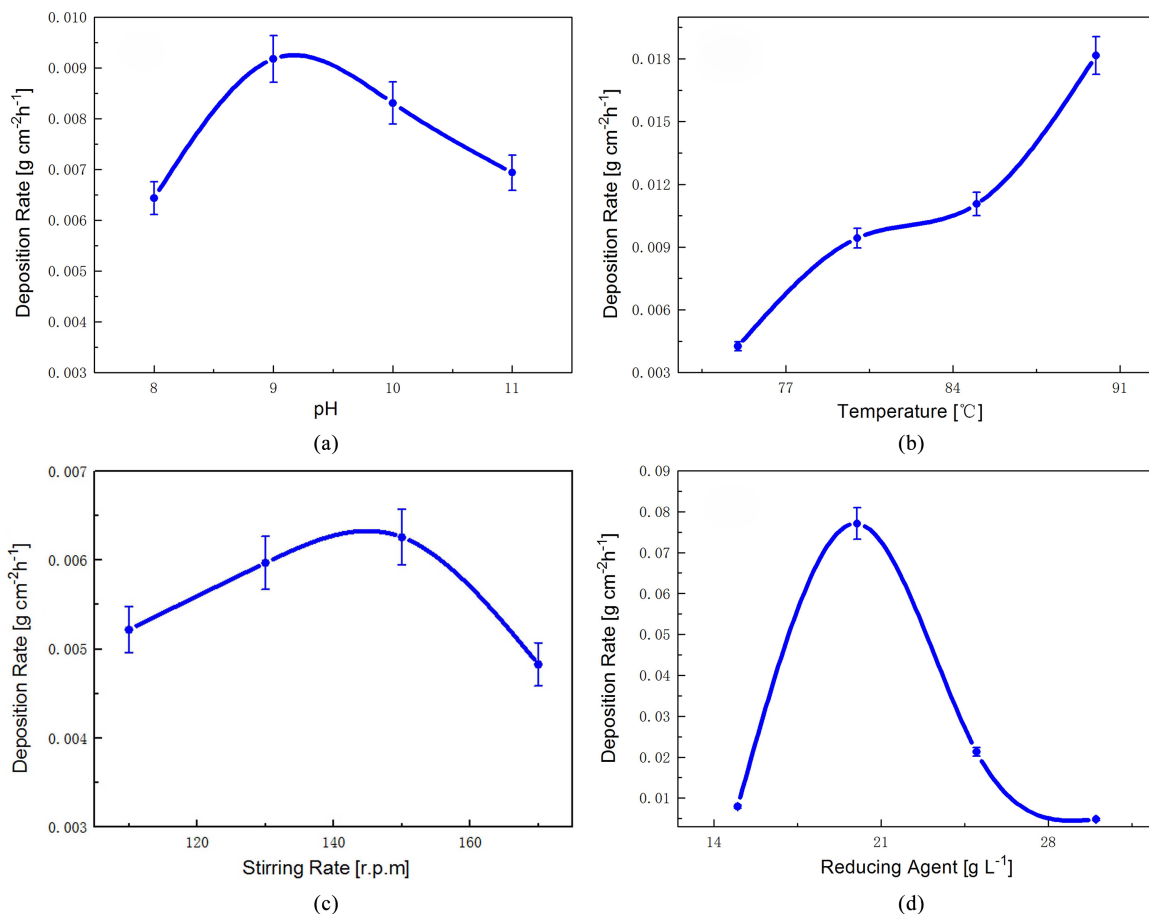 0.010
0.009
0.008
0.007
0.006
0.005
0.004
0.003
Deposition Rate [g cm⁻²h⁻¹]
8 9 10 11
pH
(a)
0.018
0.015
0.012
0.009
0.006
0.003
Deposition Rate [g cm⁻²h⁻¹]
77 84 91
Temperature [℃]
(b)
0.007
0.006
0.005
0.004
0.003
Deposition Rate [g cm⁻²h⁻¹]
120 140 160
Stirring Rate [r.p.m]
(c)
0.09
0.08
0.07
0.06
0.05
0.04
0.03
0.02
0.01
Deposition Rate [g cm⁻²h⁻¹]
14 21 28
Reducing Agent [g L⁻¹]
(d)